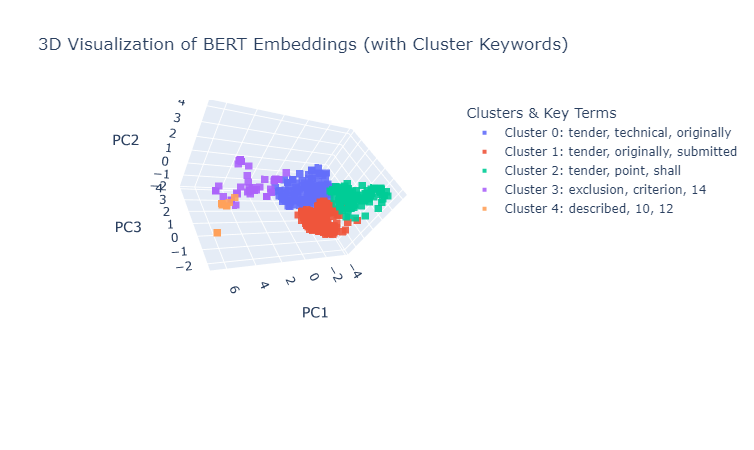 3D Visualization of BERT Embeddings (with Cluster Keywords)
Clusters & Key Terms
Cluster 0: tender, technical, originally
Cluster 1: tender, originally, submitted
Cluster 2: tender, point, shall
Cluster 3: exclusion, criterion, 14
Cluster 4: described, 10, 12
PC2
4
3
2
1
0
−1
−2
PC3
4
3
2
1
0
−1
−2
6
4
2
0
−2
−4
PC1